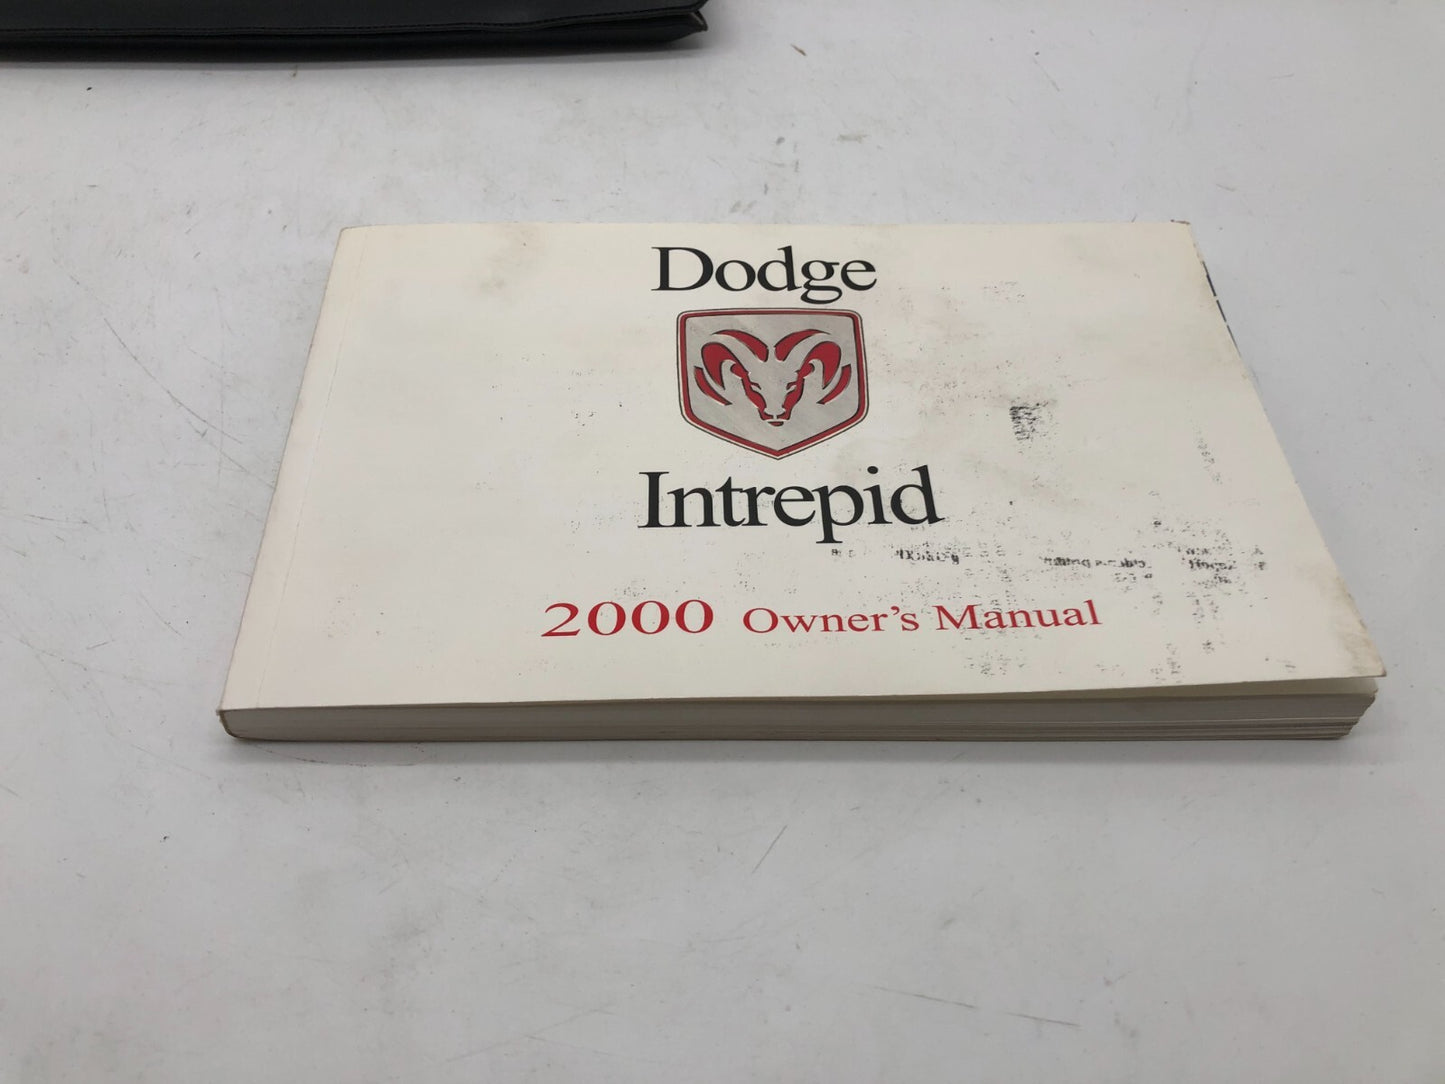 Dodge
Intrepid
2000 Owner's Manual